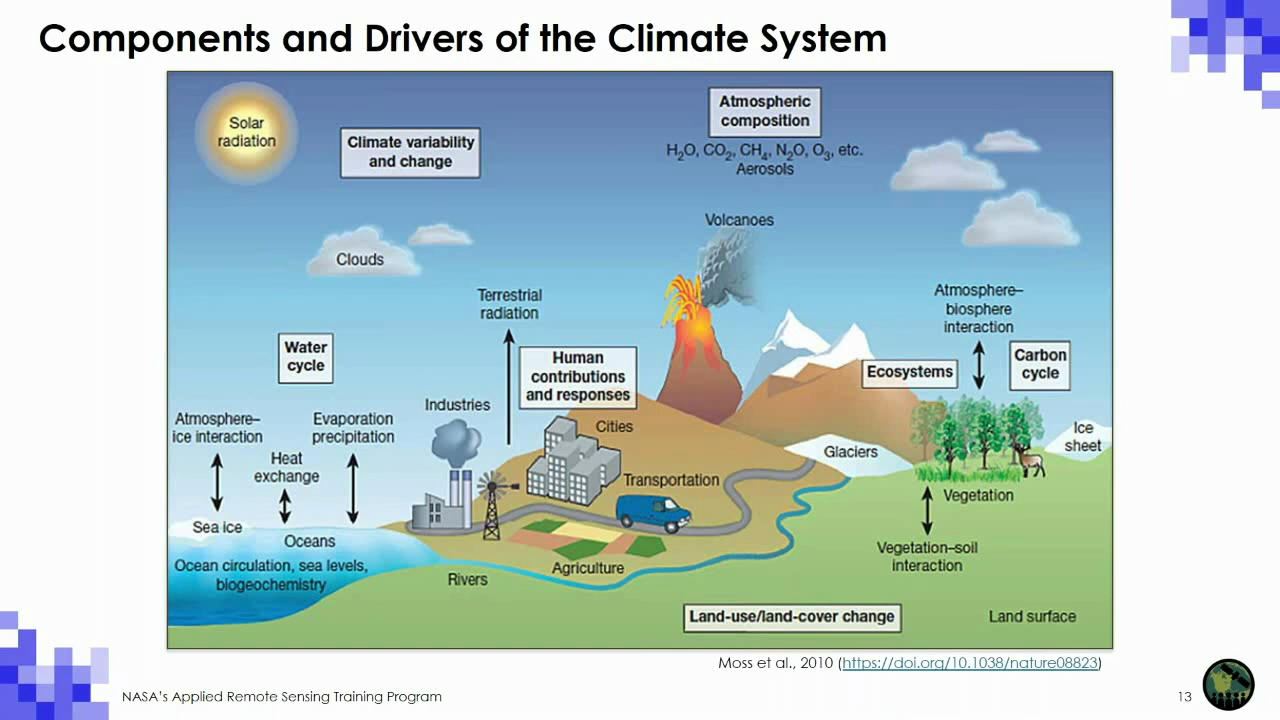 Components and Drivers of the Climate System
Solar
radiation
Climate variability
and change
Atmospheric
composition
H₂O, CO₂, CH₄, N₂O, O₃, etc.
Aerosols
Volcanoes
Clouds
Terrestrial
radiation
Atmosphere–
biosphere
interaction
Water
cycle
Human
contributions
and responses
Ecosystems
Carbon
cycle
Atmosphere–
ice interaction
Evaporation
precipitation
Heat
exchange
Industries
Cities
Transportation
Glaciers
Ice
sheet
Vegetation
Sea ice
Oceans
Ocean circulation, sea levels,
biogeochemistry
Rivers
Agriculture
Vegetation–soil
interaction
Land-use/land-cover change
Land surface
Moss et al., 2010 (https://doi.org/10.1038/nature08823)
NASA's Applied Remote Sensing Training Program
13